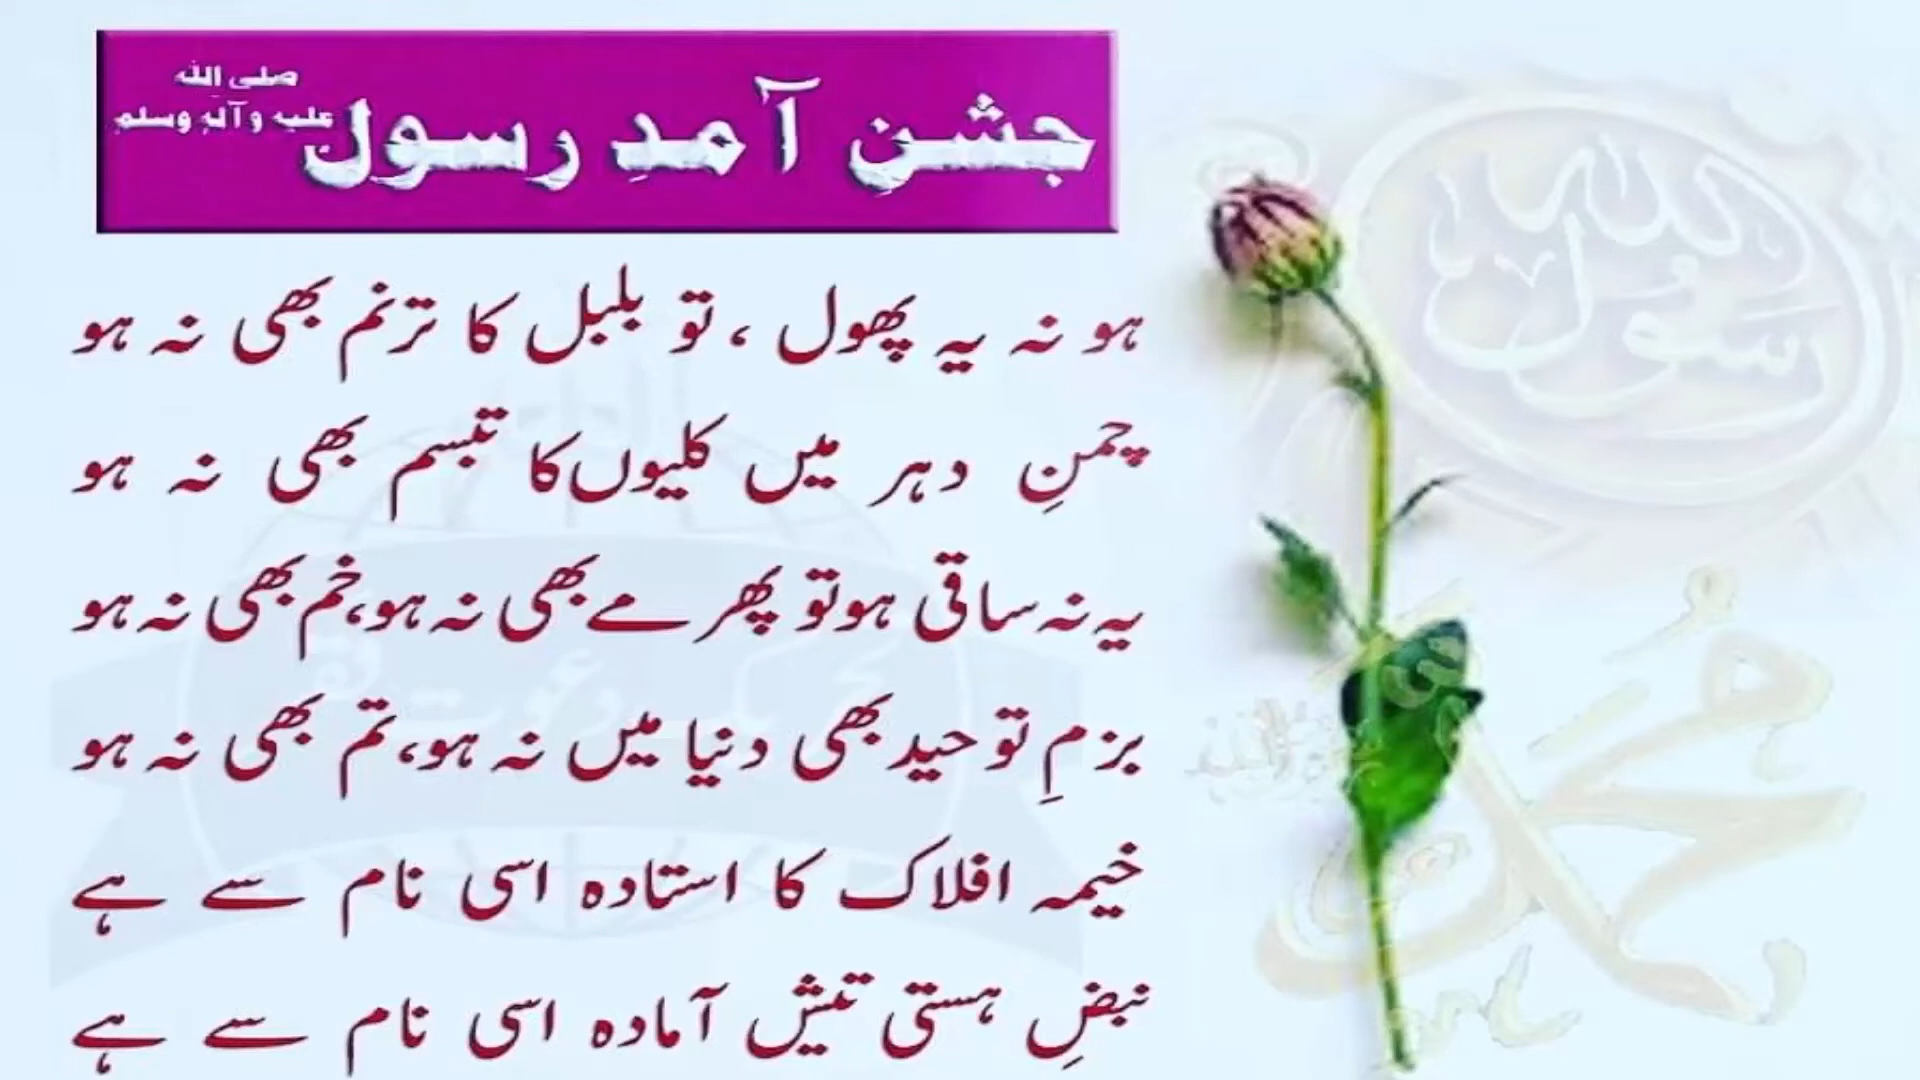 جشنِ آمدِ رسول صلی اللہ علیہ وآلہٖ وسلم
ہو نہ یہ پھول ، تو بلبل کا ترنم بھی نہ ہو
چمنِ دہر میں کلیوں کا تبسم بھی نہ ہو
یہ نہ ساقی ہو تو پھر مے بھی نہ ہو، خم بھی نہ ہو
بزمِ توحید بھی دنیا میں نہ ہو، تم بھی نہ ہو
خیمہ افلاک کا استادہ اسی نام سے ہے
نبضِ ہستی تپش آمادہ اسی نام سے ہے
رسول الله
محمد